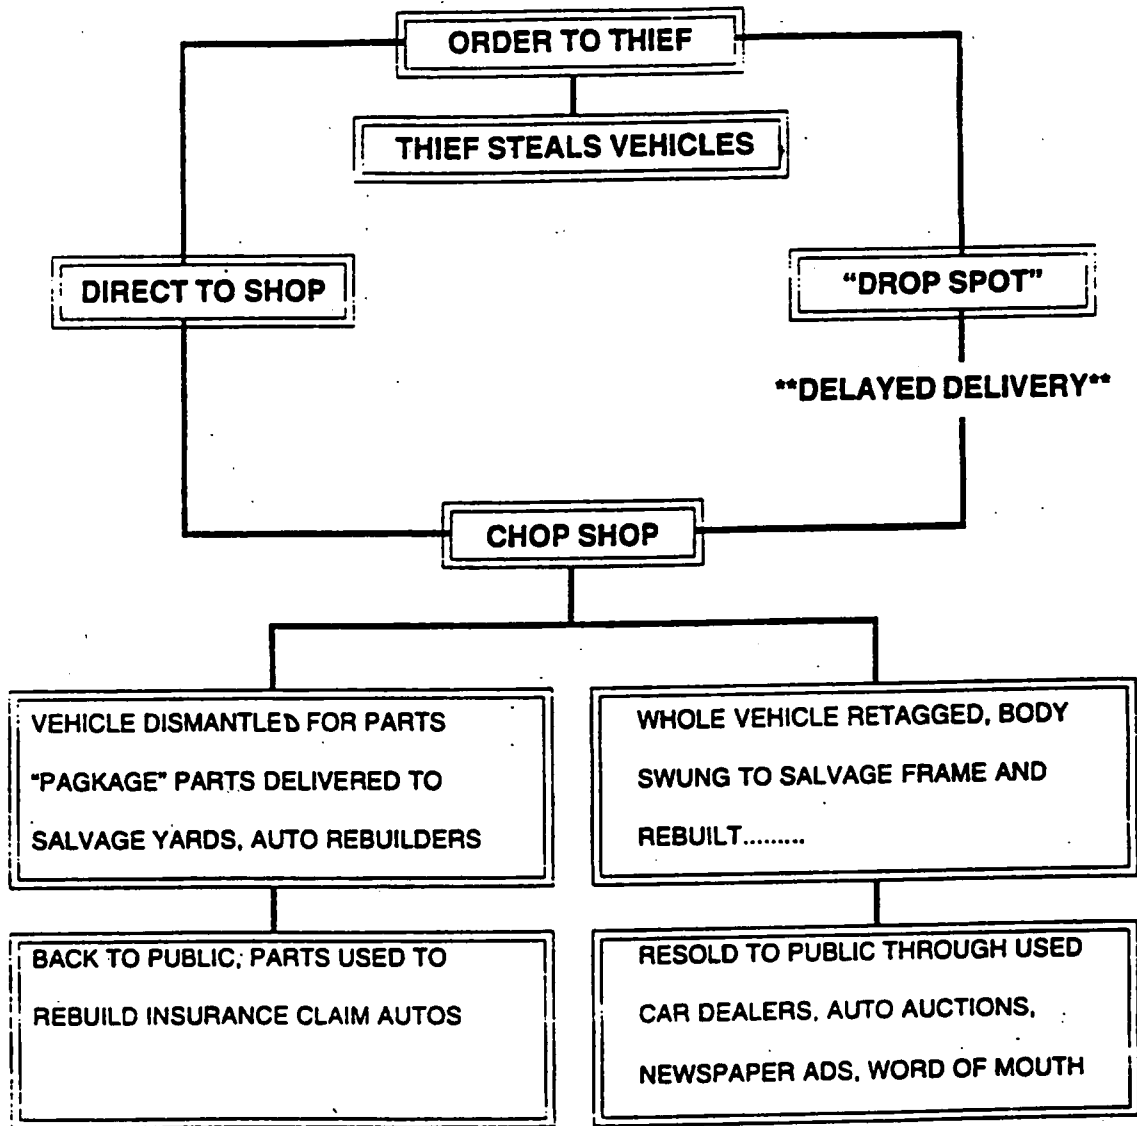 ORDER TO THIEF
THIEF STEALS VEHICLES
DIRECT TO SHOP
“DROP SPOT”
**DELAYED DELIVERY**
CHOP SHOP
VEHICLE DISMANTLED FOR PARTS
"PAGKAGE" PARTS DELIVERED TO
SALVAGE YARDS, AUTO REBUILDERS
WHOLE VEHICLE RETAGGED, BODY
SWUNG TO SALVAGE FRAME AND
REBUILT.........
BACK TO PUBLIC; PARTS USED TO
REBUILD INSURANCE CLAIM AUTOS
RESOLD TO PUBLIC THROUGH USED
CAR DEALERS, AUTO AUCTIONS,
NEWSPAPER ADS, WORD OF MOUTH